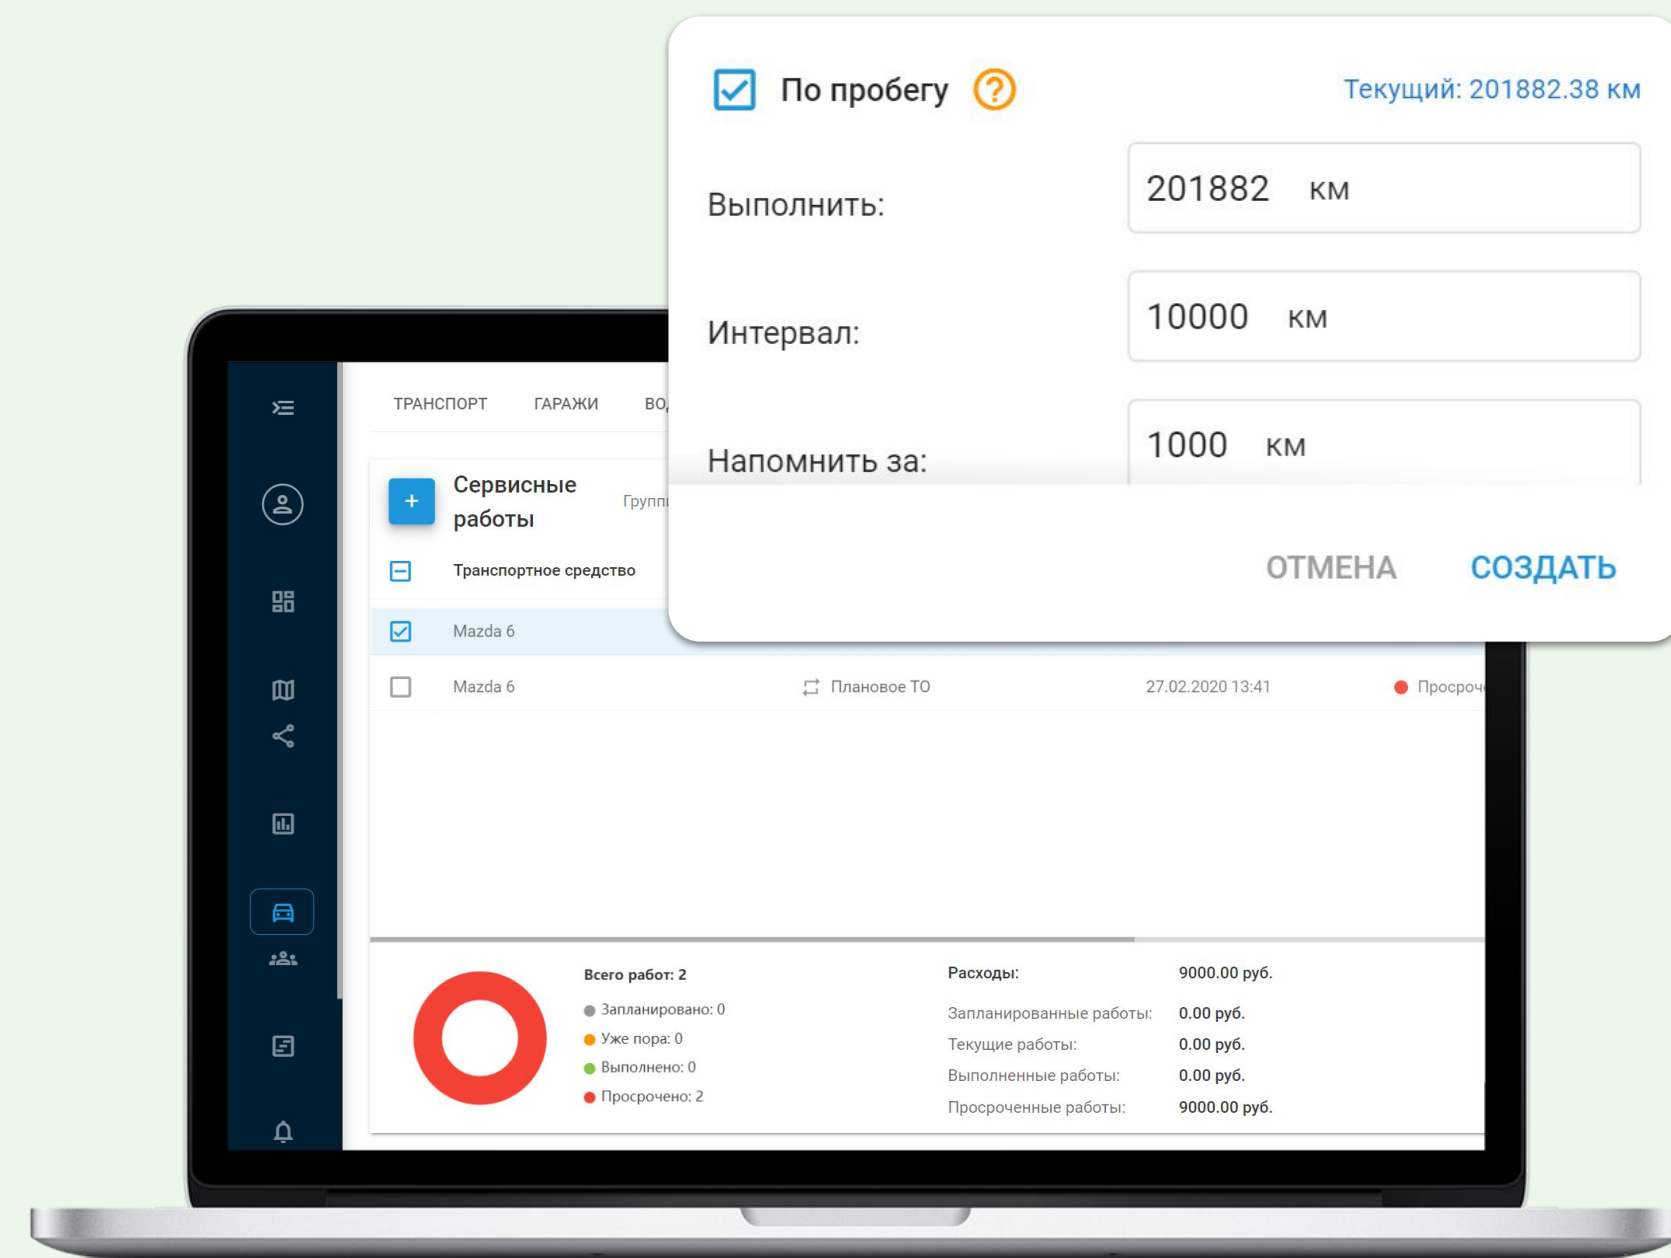 По пробегу
Текущий: 201882.38 км
Выполнить:
201882 км
Интервал:
10000 км
Напомнить за:
1000 км
ОТМЕНА СОЗДАТЬ
ТРАНСПОРТ ГАРАЖИ
Сервисные
работы
Транспортное средство
Mazda 6
Mazda 6 Плановое ТО 27.02.2020 13:41
Всего работ: 2
Запланировано: 0
Уже пора: 0
Выполнено: 0
Просрочено: 2
Расходы: 9000.00 руб.
Запланированные работы: 0.00 руб.
Текущие работы: 0.00 руб.
Выполненные работы: 0.00 руб.
Просроченные работы: 9000.00 руб.